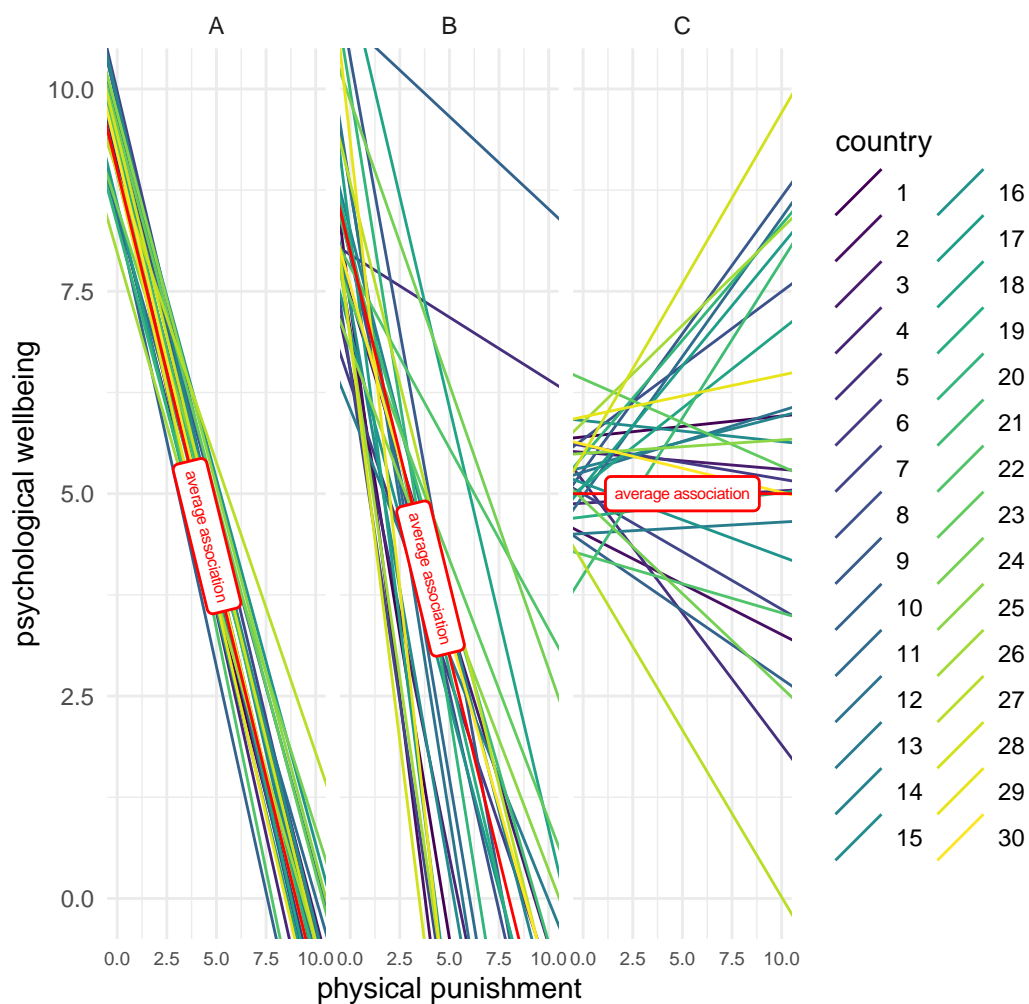 A B C
10.0
7.5
5.0
2.5
0.0
psychological wellbeing
average association
average association
average association
0.0 2.5 5.0 7.5 10.0 0.0 2.5 5.0 7.5 10.0 0.0 2.5 5.0 7.5 10.0
physical punishment
country
1 16
2 17
3 18
4 19
5 20
6 21
7 22
8 23
9 24
10 25
11 26
12 27
13 28
14 29
15 30